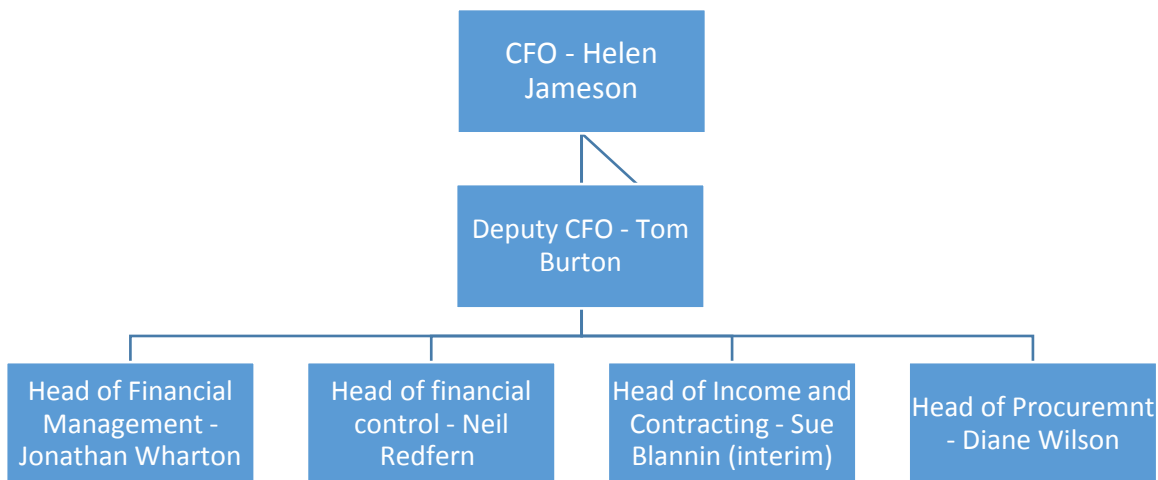 CFO - Helen
Jameson
Deputy CFO - Tom
Burton
Head of Financial
Management -
Jonathan Wharton
Head of financial
control - Neil
Redfern
Head of Income and
Contracting - Sue
Blannin (interim)
Head of Procuremnt
- Diane Wilson